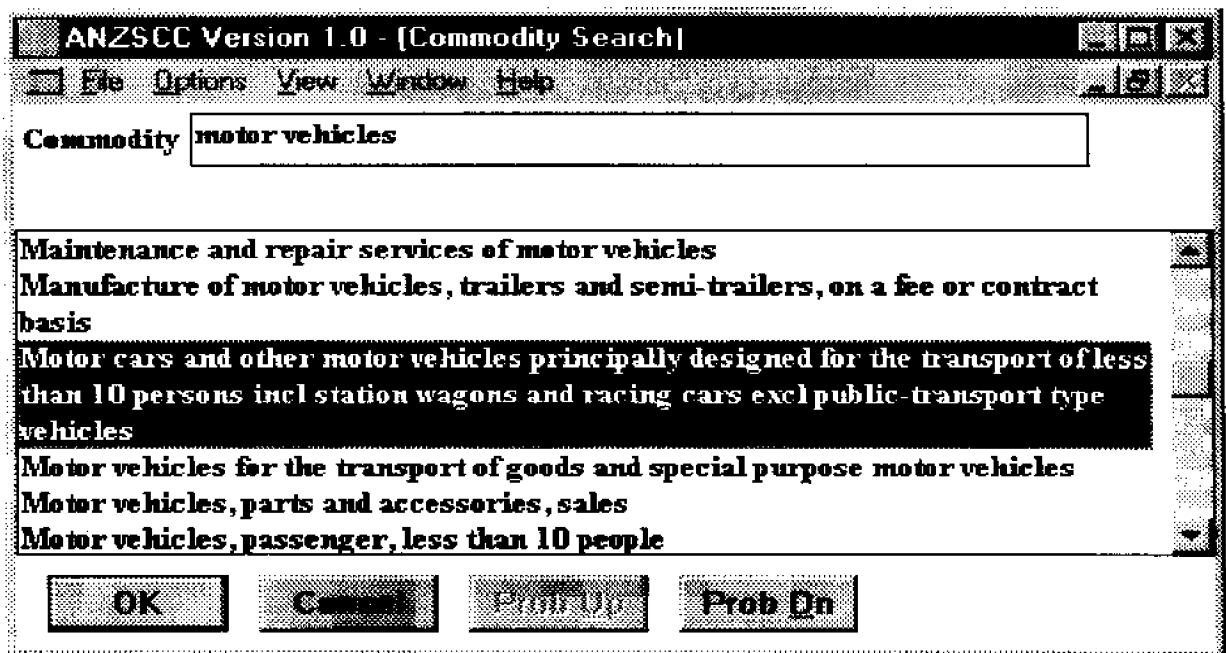 ANZSCC Version 1.0 - [Commodity Search]
File Options View Window Help
Commodity motor vehicles
Maintenance and repair services of motor vehicles
Manufacture of motor vehicles, trailers and semi-trailers, on a fee or contract
basis
Motor cars and other motor vehicles principally designed for the transport of less
than 10 persons incl station wagons and racing cars excl public-transport type
vehicles
Motor vehicles for the transport of goods and special purpose motor vehicles
Motor vehicles, parts and accessories, sales
Motor vehicles, passenger, less than 10 people
OK Cancel Prob Up Prob Dn